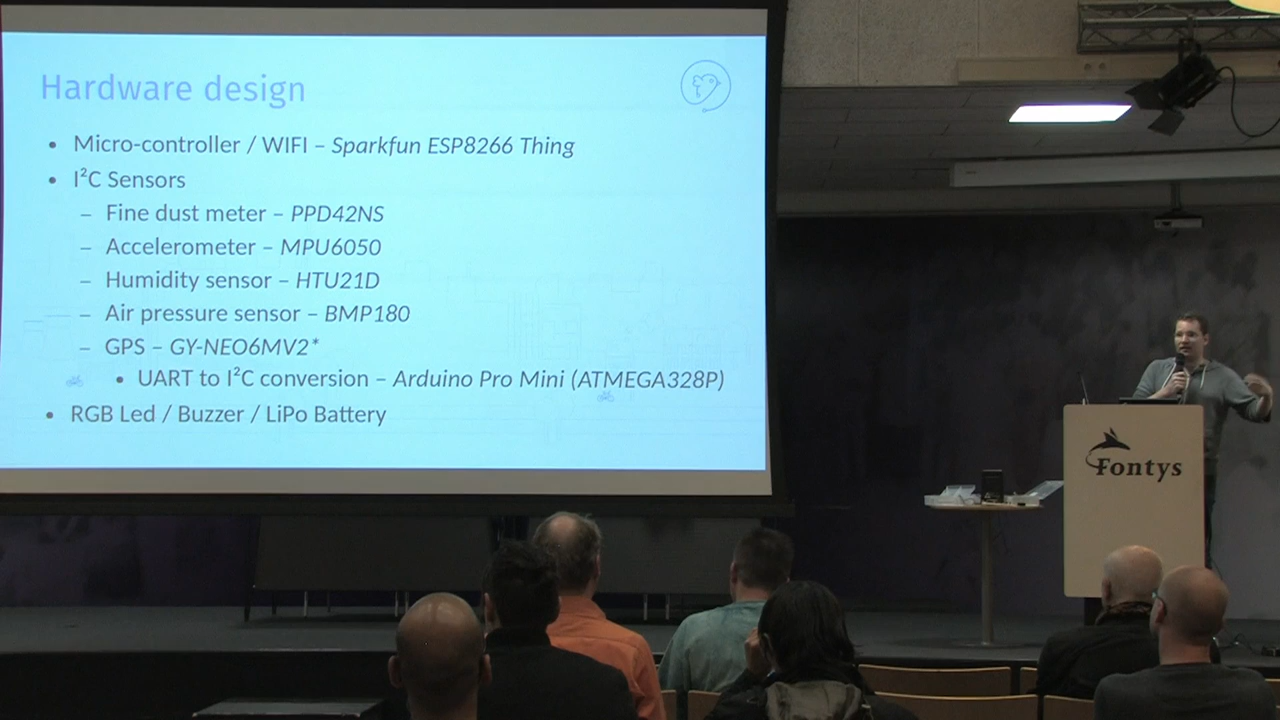 Hardware design
• Micro-controller / WIFI – Sparkfun ESP8266 Thing
• I²C Sensors
– Fine dust meter – PPD42NS
– Accelerometer – MPU6050
– Humidity sensor – HTU21D
– Air pressure sensor – BMP180
– GPS – GY-NEO6MV2*
• UART to I²C conversion – Arduino Pro Mini (ATMEGA328P)
• RGB Led / Buzzer / LiPo Battery
Fontys